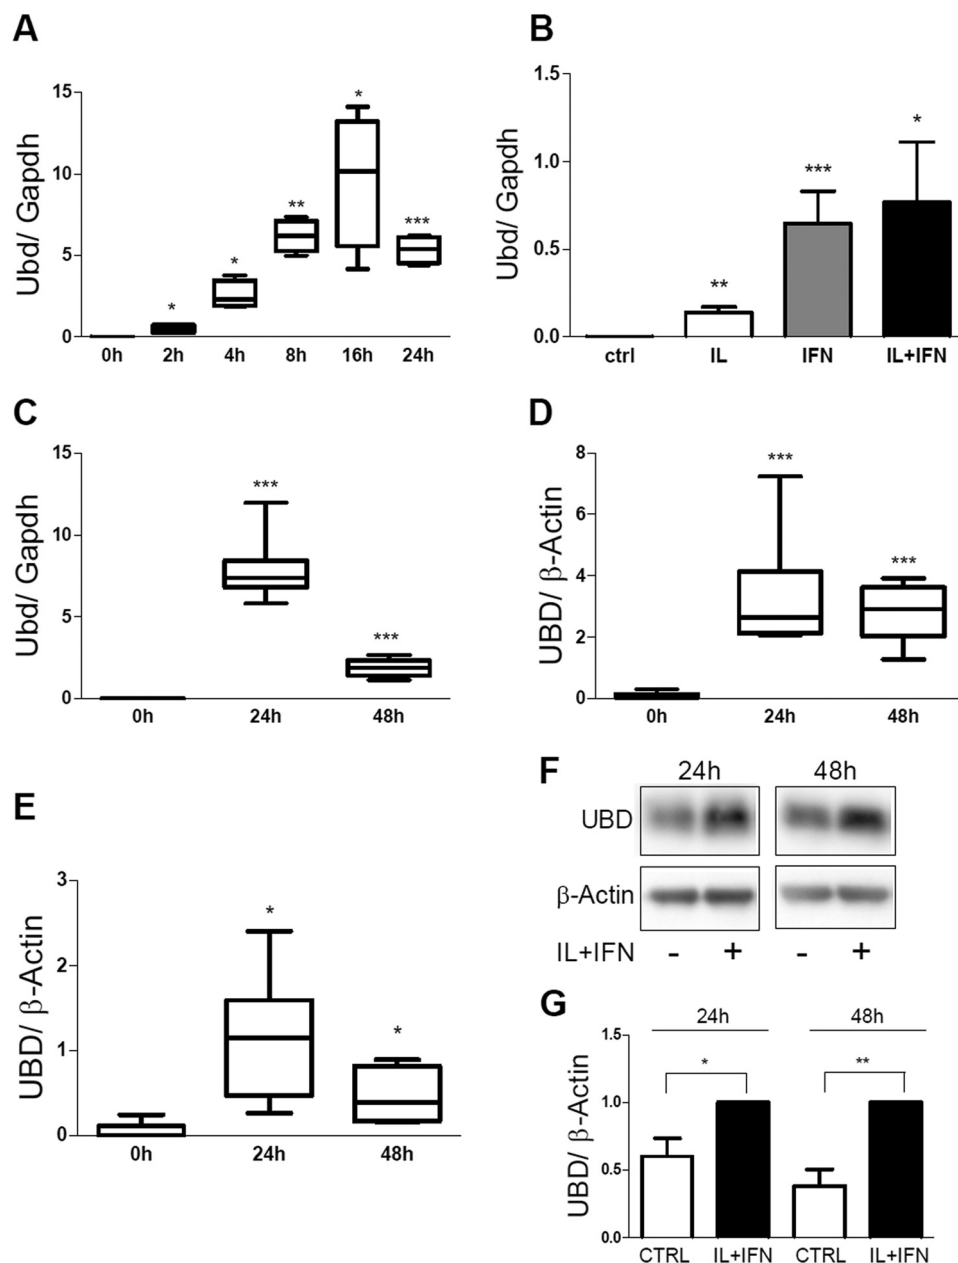 A
Ubd/ Gapdh
15
10
5
0
*
*
**
*
***
0h 2h 4h 8h 16h 24h
B
Ubd/ Gapdh
1.5
1.0
0.5
0.0
**
***
*
ctrl IL IFN IL+IFN
C
Ubd/ Gapdh
15
10
5
0
***
***
0h 24h 48h
D
UBD/ β-Actin
8
6
4
2
0
***
***
0h 24h 48h
E
UBD/ β-Actin
3
2
1
0
*
*
0h 24h 48h
F
24h 48h
UBD
β-Actin
IL+IFN - + - +
G
24h 48h
UBD/ β-Actin
1.5
1.0
0.5
0.0
* **
CTRL IL+IFN CTRL IL+IFN